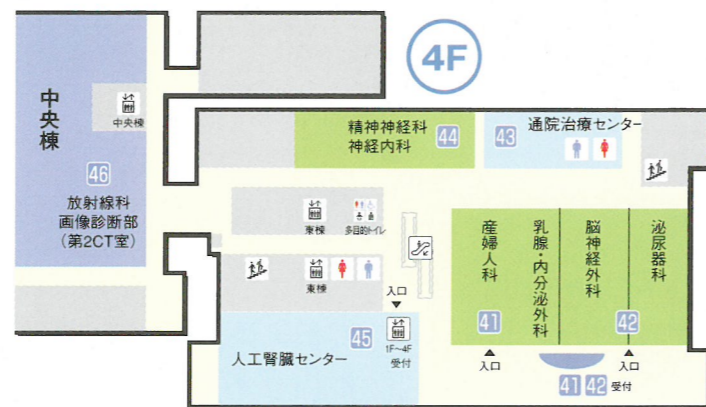 4F
中央棟
中央棟
46
放射線科
画像診断部
(第2CT室)
精神神経科
神経内科
44
43
通院治療センター
東棟
多目的トイレ
東棟
入口
45
人工腎臓センター
1F~4F
受付
産婦人科
乳腺・内分泌外科
脳神経外科
泌尿器科
41
42
入口
入口
41 42 受付